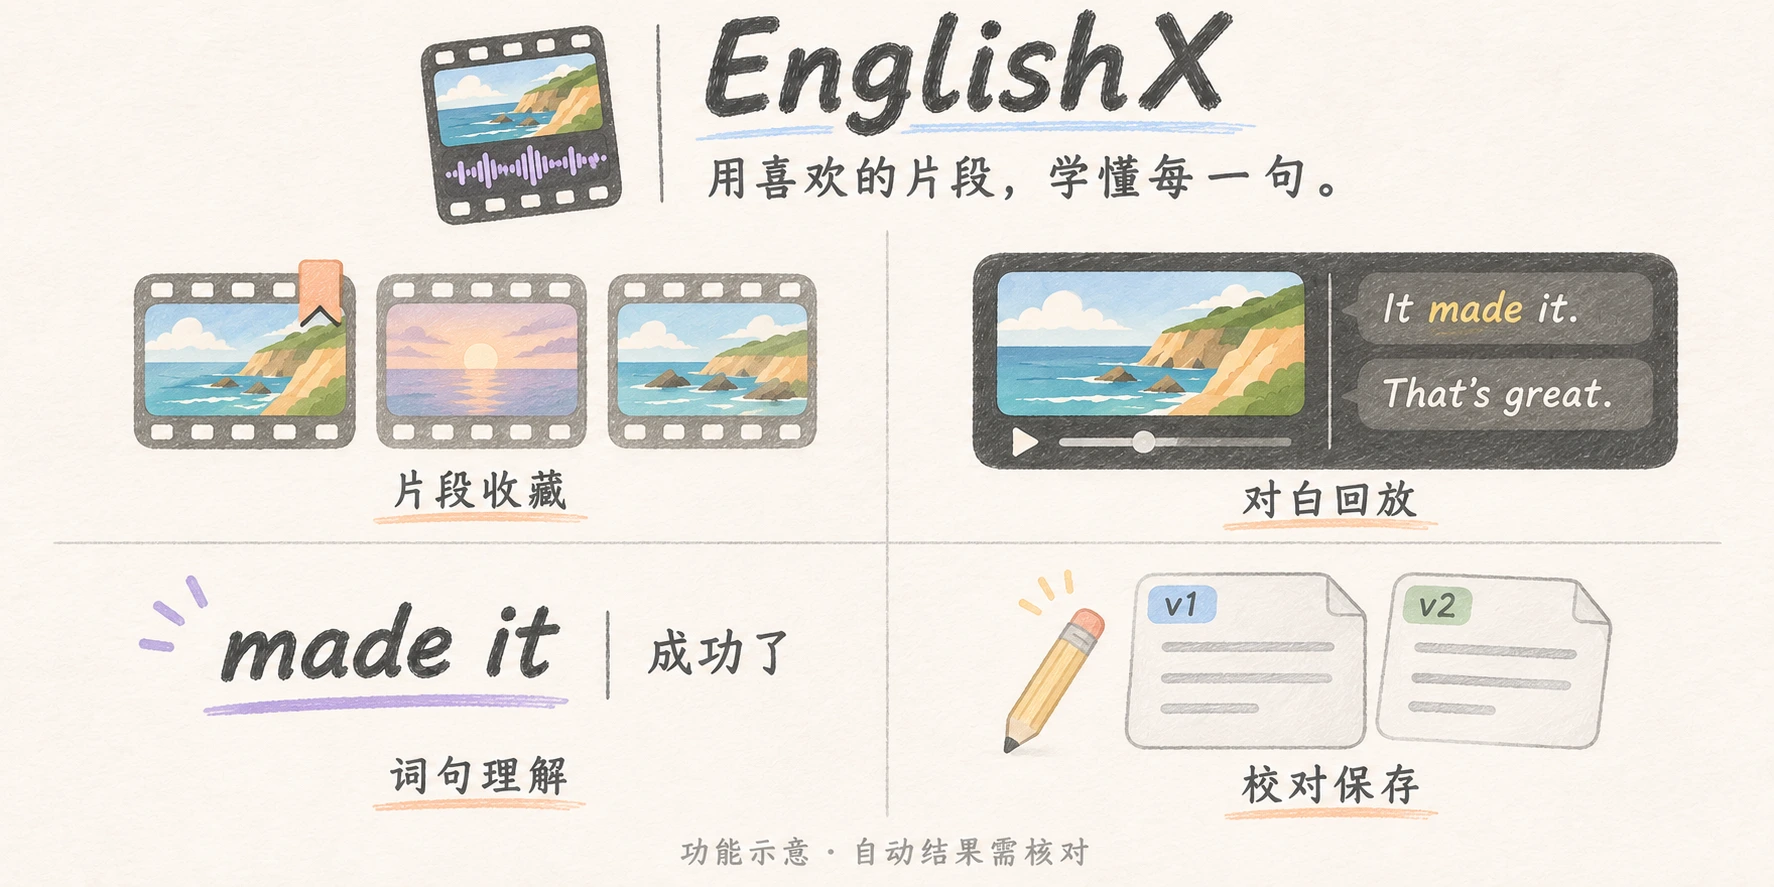 EnglishX
用喜欢的片段，学懂每一句。
片段收藏
It made it.
That's great.
对白回放
made it
成功了
词句理解
v1
v2
校对保存
功能示意·自动结果需核对